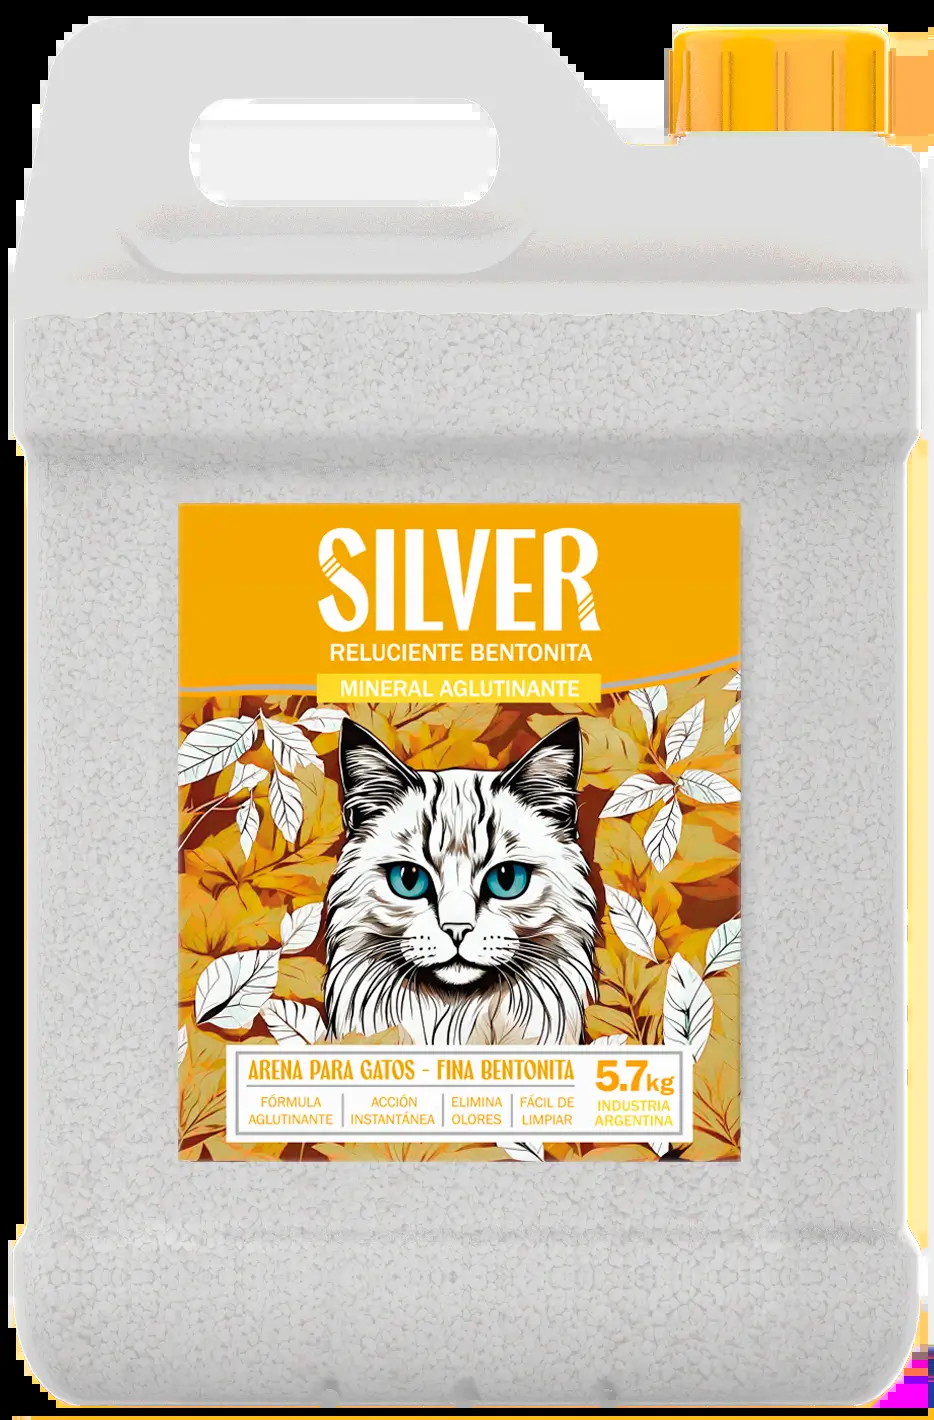 SILVER
RELUCIENTE BENTONITA
MINERAL AGLUTINANTE
ARENA PARA GATOS - FINA BENTONITA
5.7kg
FÓRMULA
AGLUTINANTE
ACCIÓN
INSTANTÁNEA
ELIMINA
OLORES
FÁCIL DE
LIMPIAR
INDUSTRIA
ARGENTINA